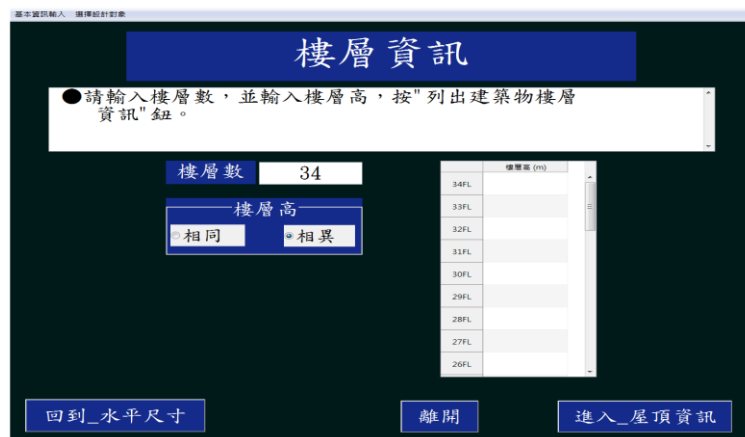 基本資訊輸入 選擇設計對象
樓層資訊
●請輸入樓層數，並輸入樓層高，按"列出建築物樓層
資訊"鈕。
樓層數 34
樓層高
相同 相異
樓層高 (m)
34FL
33FL
32FL
31FL
30FL
29FL
28FL
27FL
26FL
回到_水平尺寸 離開 進入_屋頂資訊